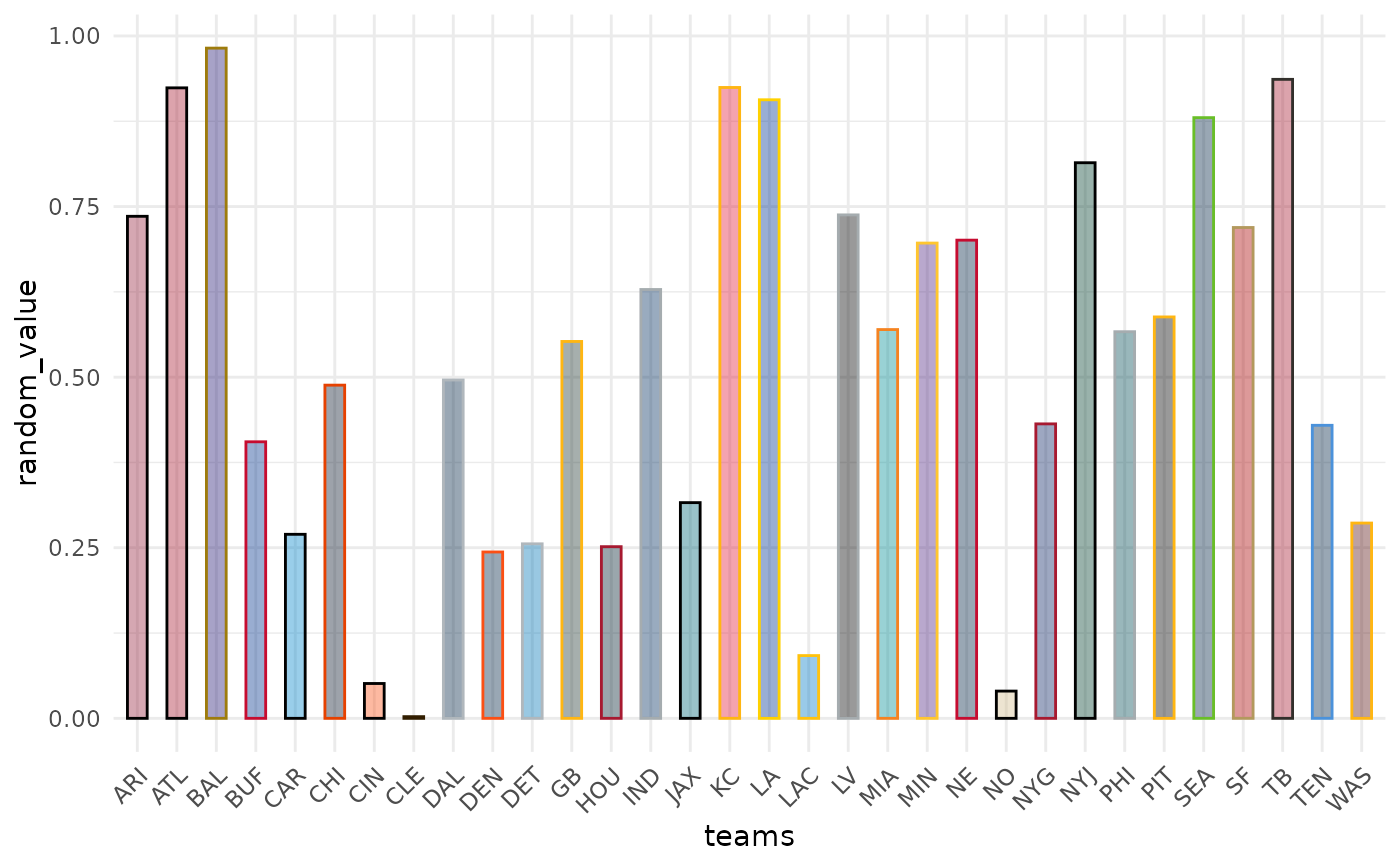 1.00
0.75
0.50
0.25
0.00
random_value
ARI ATL BAL BUF CAR CHI CIN CLE DAL DEN DET GB HOU IND JAX KC LA LAC LV MIA MIN NE NO NYG NYJ PHI PIT SEA SF TB TEN WAS
teams